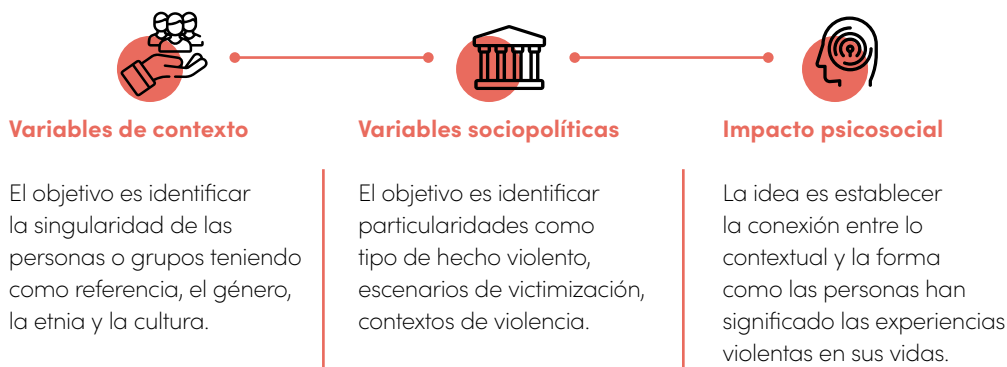 Variables de contexto
El objetivo es identificar
la singularidad de las
personas o grupos teniendo
como referencia, el género,
la etnia y la cultura.
Variables sociopolíticas
El objetivo es identificar
particularidades como
tipo de hecho violento,
escenarios de victimización,
contextos de violencia.
Impacto psicosocial
La idea es establecer
la conexión entre lo
contextual y la forma
como las personas han
significado las experiencias
violentas en sus vidas.